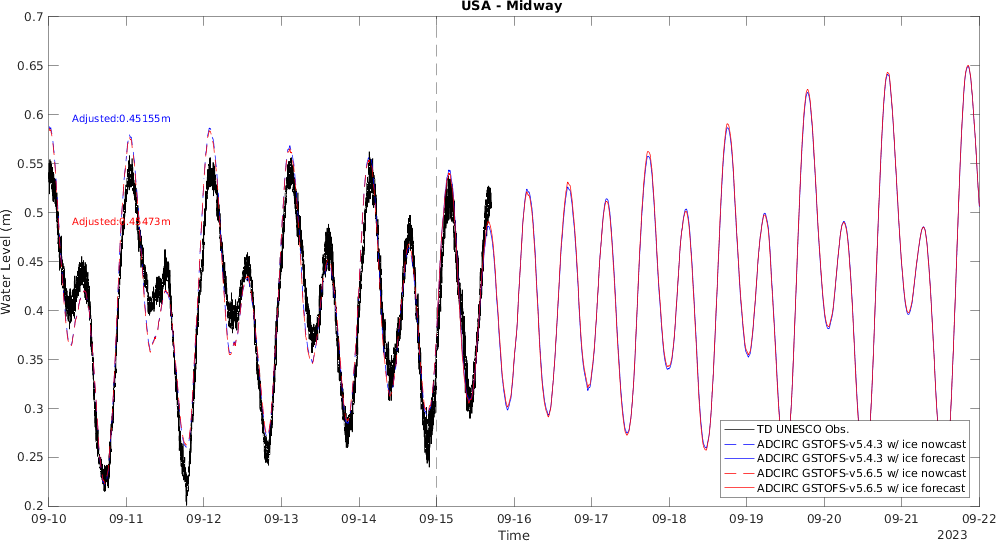 USA - Midway
0.7
0.65
0.6
0.55
0.5
0.45
0.4
0.35
0.3
0.25
0.2
Water Level (m)
Adjusted:0.45155m
Adjusted:0.45473m
TD UNESCO Obs.
ADCIRC GSTOFS-v5.4.3 w/ ice nowcast
ADCIRC GSTOFS-v5.4.3 w/ ice forecast
ADCIRC GSTOFS-v5.6.5 w/ ice nowcast
ADCIRC GSTOFS-v5.6.5 w/ ice forecast
09-10 09-11 09-12 09-13 09-14 09-15 09-16 09-17 09-18 09-19 09-20 09-21 09-22
Time
2023